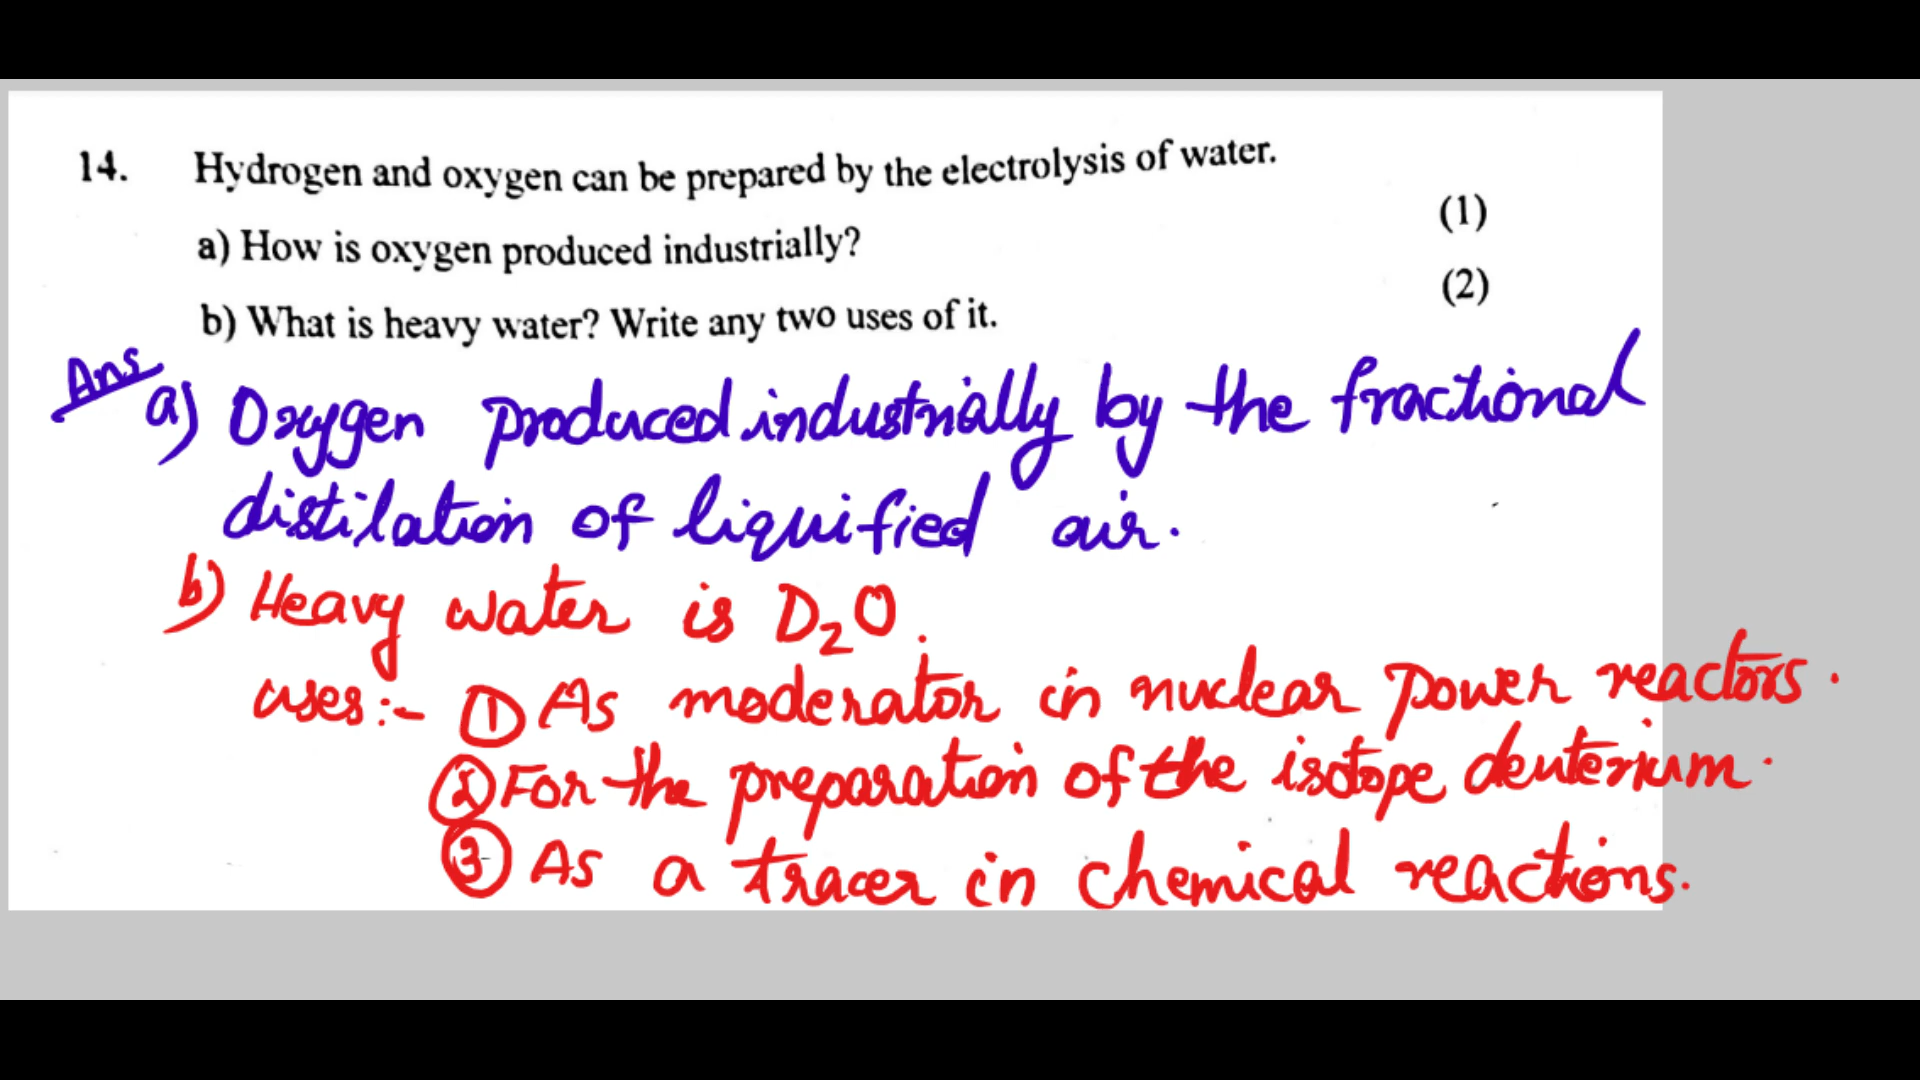 14. Hydrogen and oxygen can be prepared by the electrolysis of water.
a) How is oxygen produced industrially? (1)
b) What is heavy water? Write any two uses of it. (2)
Ans
a) Oxygen produced industrially by the fractional
distilation of liquified air.
b) Heavy water is D₂O.
uses:- ① As moderator in nuclear power reactors.
② For the preparation of the isotope deuterium.
③ As a tracer in chemical reactions.